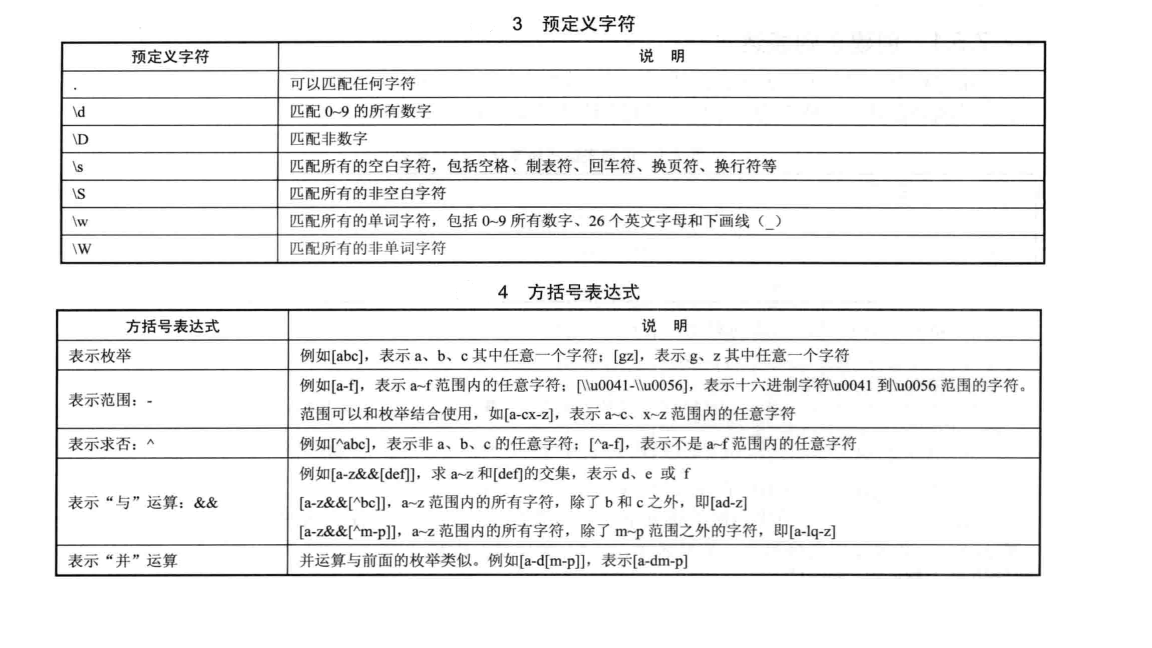 3 预定义字符
预定义字符 说 明
. 可以匹配任何字符
\d 匹配 0~9 的所有数字
\D 匹配非数字
\s 匹配所有的空白字符，包括空格、制表符、回车符、换页符、换行符等
\S 匹配所有的非空白字符
\w 匹配所有的单词字符，包括 0~9 所有数字、26 个英文字母和下画线（_）
\W 匹配所有的非单词字符
4 方括号表达式
方括号表达式 说 明
表示枚举 例如[abc]，表示 a、b、c 其中任意一个字符；[gz]，表示 g、z 其中任意一个字符
表示范围：- 例如[a-f]，表示 a~f 范围内的任意字符；[\\u0041-\\u0056]，表示十六进制字符\u0041 到\u0056 范围的字符。
范围可以和枚举结合使用，如[a-cx-z]，表示 a~c、x~z 范围内的任意字符
表示求否：^ 例如[^abc]，表示非 a、b、c 的任意字符；[^a-f]，表示不是 a~f 范围内的任意字符
表示“与”运算：&& 例如[a-z&&[def]]，求 a~z 和[def]的交集，表示 d、e 或 f
[a-z&&[^bc]]，a~z 范围内的所有字符，除了 b 和 c 之外，即[ad-z]
[a-z&&[^m-p]]，a~z 范围内的所有字符，除了 m~p 范围之外的字符，即[a-lq-z]
表示“并”运算 并运算与前面的枚举类似。例如[a-d[m-p]]，表示[a-dm-p]